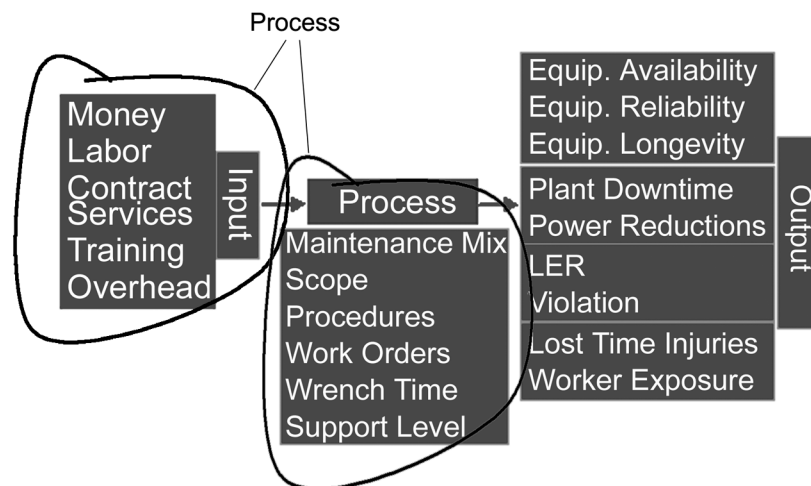 Process
Money
Labor
Contract
Services
Training
Overhead
Input
Process
Maintenance Mix
Scope
Procedures
Work Orders
Wrench Time
Support Level
Equip. Availability
Equip. Reliability
Equip. Longevity
Plant Downtime
Power Reductions
LER
Violation
Lost Time Injuries
Worker Exposure
Output